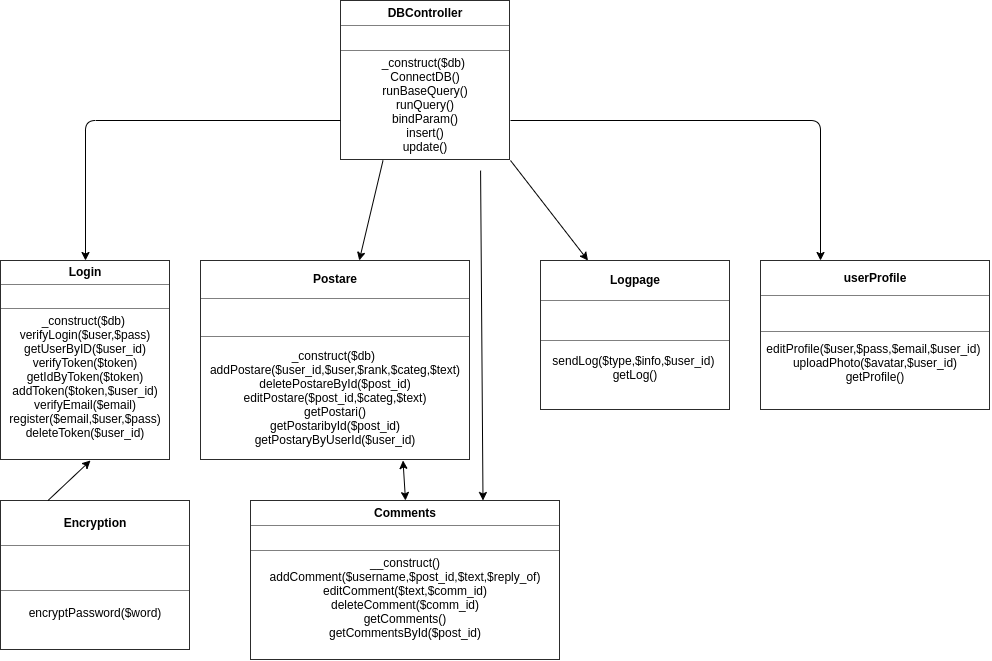 DBController
_construct($db)
ConnectDB()
runBaseQuery()
runQuery()
bindParam()
insert()
update()
Login
_construct($db)
verifyLogin($user,$pass)
getUserByID($user_id)
verifyToken($token)
getIdByToken($token)
addToken($token,$user_id)
verifyEmail($email)
register($email,$user,$pass)
deleteToken($user_id)
Postare
_construct($db)
addPostare($user_id,$user,$rank,$categ,$text)
deletePostareById($post_id)
editPostare($post_id,$categ,$text)
getPostari()
getPostaribyId($post_id)
getPostaryByUserId($user_id)
Logpage
sendLog($type,$info,$user_id)
getLog()
userProfile
editProfile($user,$pass,$email,$user_id)
uploadPhoto($avatar,$user_id)
getProfile()
Encryption
encryptPassword($word)
Comments
__construct()
addComment($username,$post_id,$text,$reply_of)
editComment($text,$comm_id)
deleteComment($comm_id)
getComments()
getCommentsById($post_id)